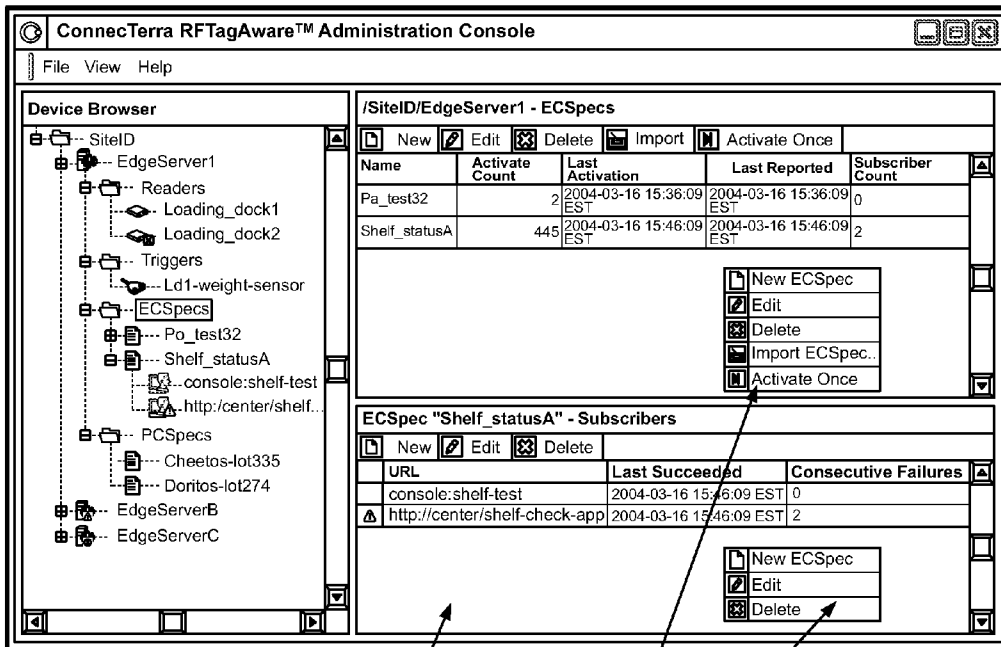 ConnecTerra RFTagAware™ Administration Console
File View Help
Device Browser
SiteID
EdgeServer1
Readers
Loading_dock1
Loading_dock2
Triggers
Ld1-weight-sensor
ECSpecs
Po_test32
Shelf_statusA
console:shelf-test
http:/center/shelf...
PCSpecs
Cheetos-lot335
Doritos-lot274
EdgeServerB
EdgeServerC
/SiteID/EdgeServer1 - ECSpecs
New Edit Delete Import Activate Once
Name Activate Count Last Activation Last Reported Subscriber Count
Pa_test32 2 2004-03-16 15:36:09 EST 2004-03-16 15:36:09 EST 0
Shelf_statusA 445 2004-03-16 15:46:09 EST 2004-03-16 15:46:09 EST 2
New ECSpec
Edit
Delete
Import ECSpec..
Activate Once
ECSpec "Shelf_statusA" - Subscribers
New Edit Delete
URL Last Succeeded Consecutive Failures
console:shelf-test 2004-03-16 15:46:09 EST 0
http://center/shelf-check-app 2004-03-16 15:46:09 EST 2
New ECSpec
Edit
Delete